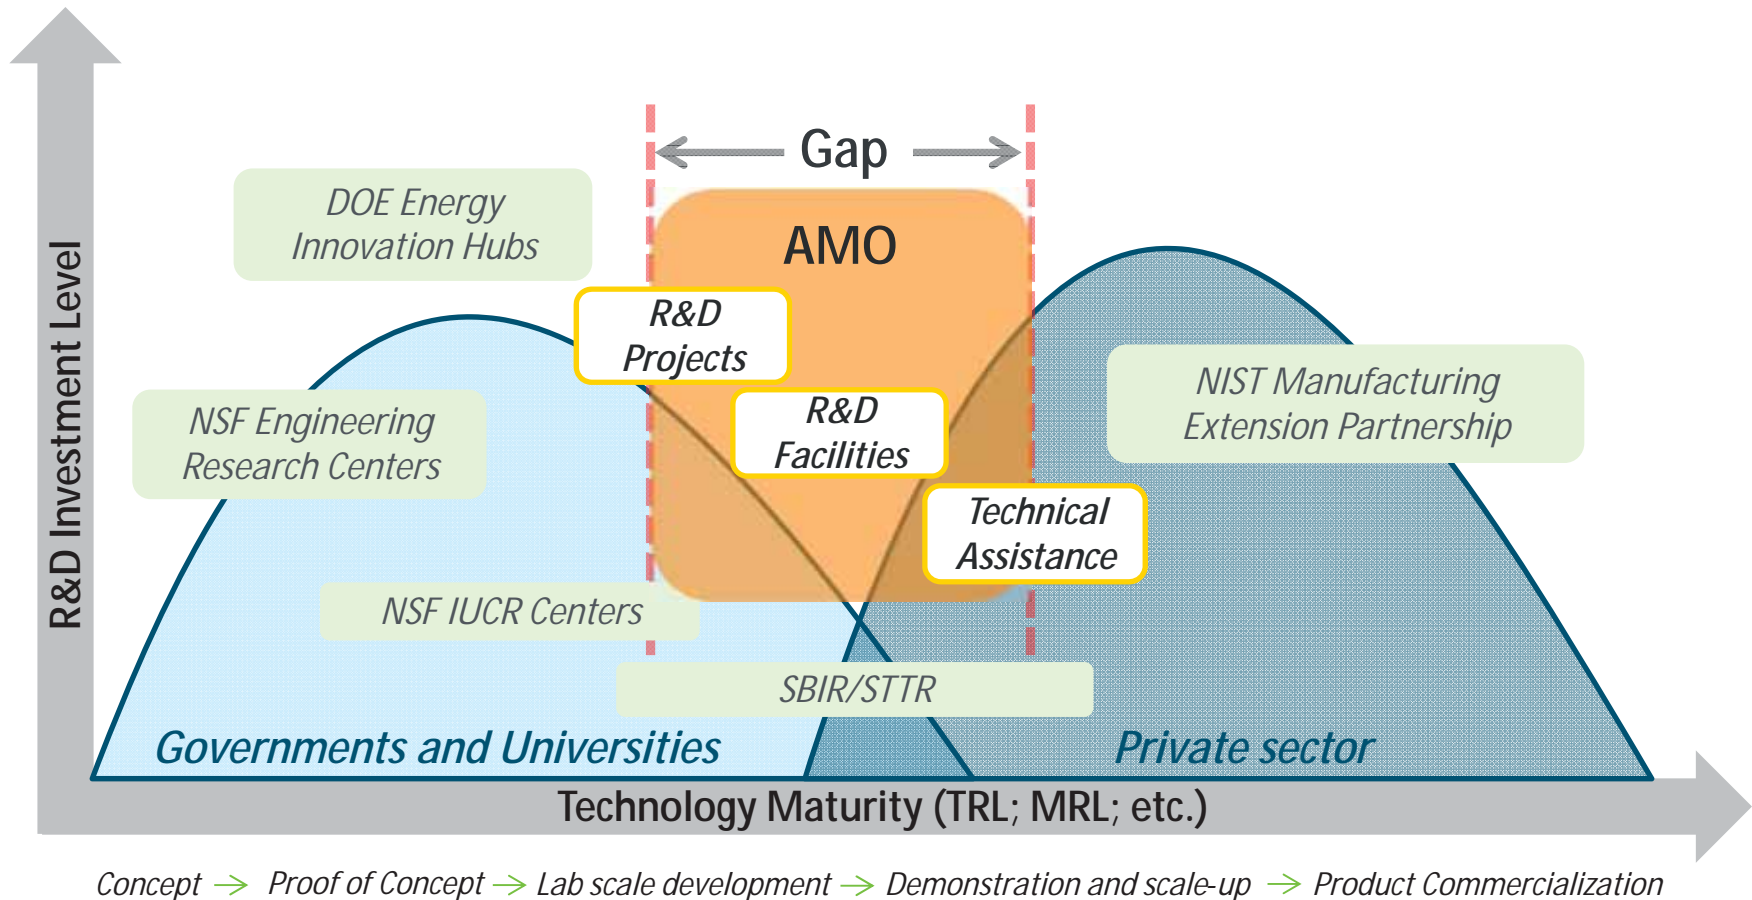 Gap
AMO
DOE Energy
Innovation Hubs
R&D
Projects
R&D
Facilities
Technical
Assistance
NSF Engineering
Research Centers
NIST Manufacturing
Extension Partnership
NSF IUCR Centers
SBIR/STTR
Governments and Universities
Private sector
R&D Investment Level
Technology Maturity (TRL; MRL; etc.)
Concept → Proof of Concept → Lab scale development → Demonstration and scale-up → Product Commercialization